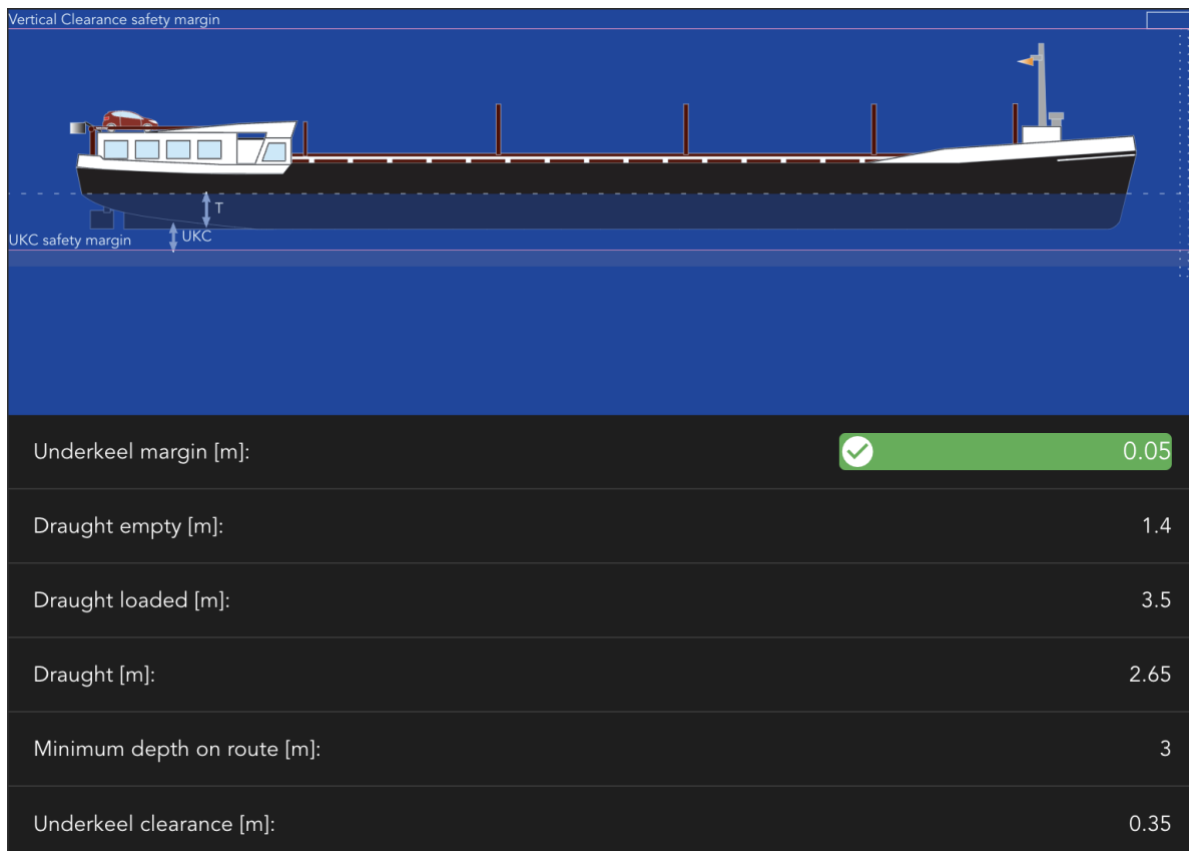 Vertical Clearance safety margin
T
UKC
UKC safety margin
Underkeel margin [m]: 0.05
Draught empty [m]: 1.4
Draught loaded [m]: 3.5
Draught [m]: 2.65
Minimum depth on route [m]: 3
Underkeel clearance [m]: 0.35